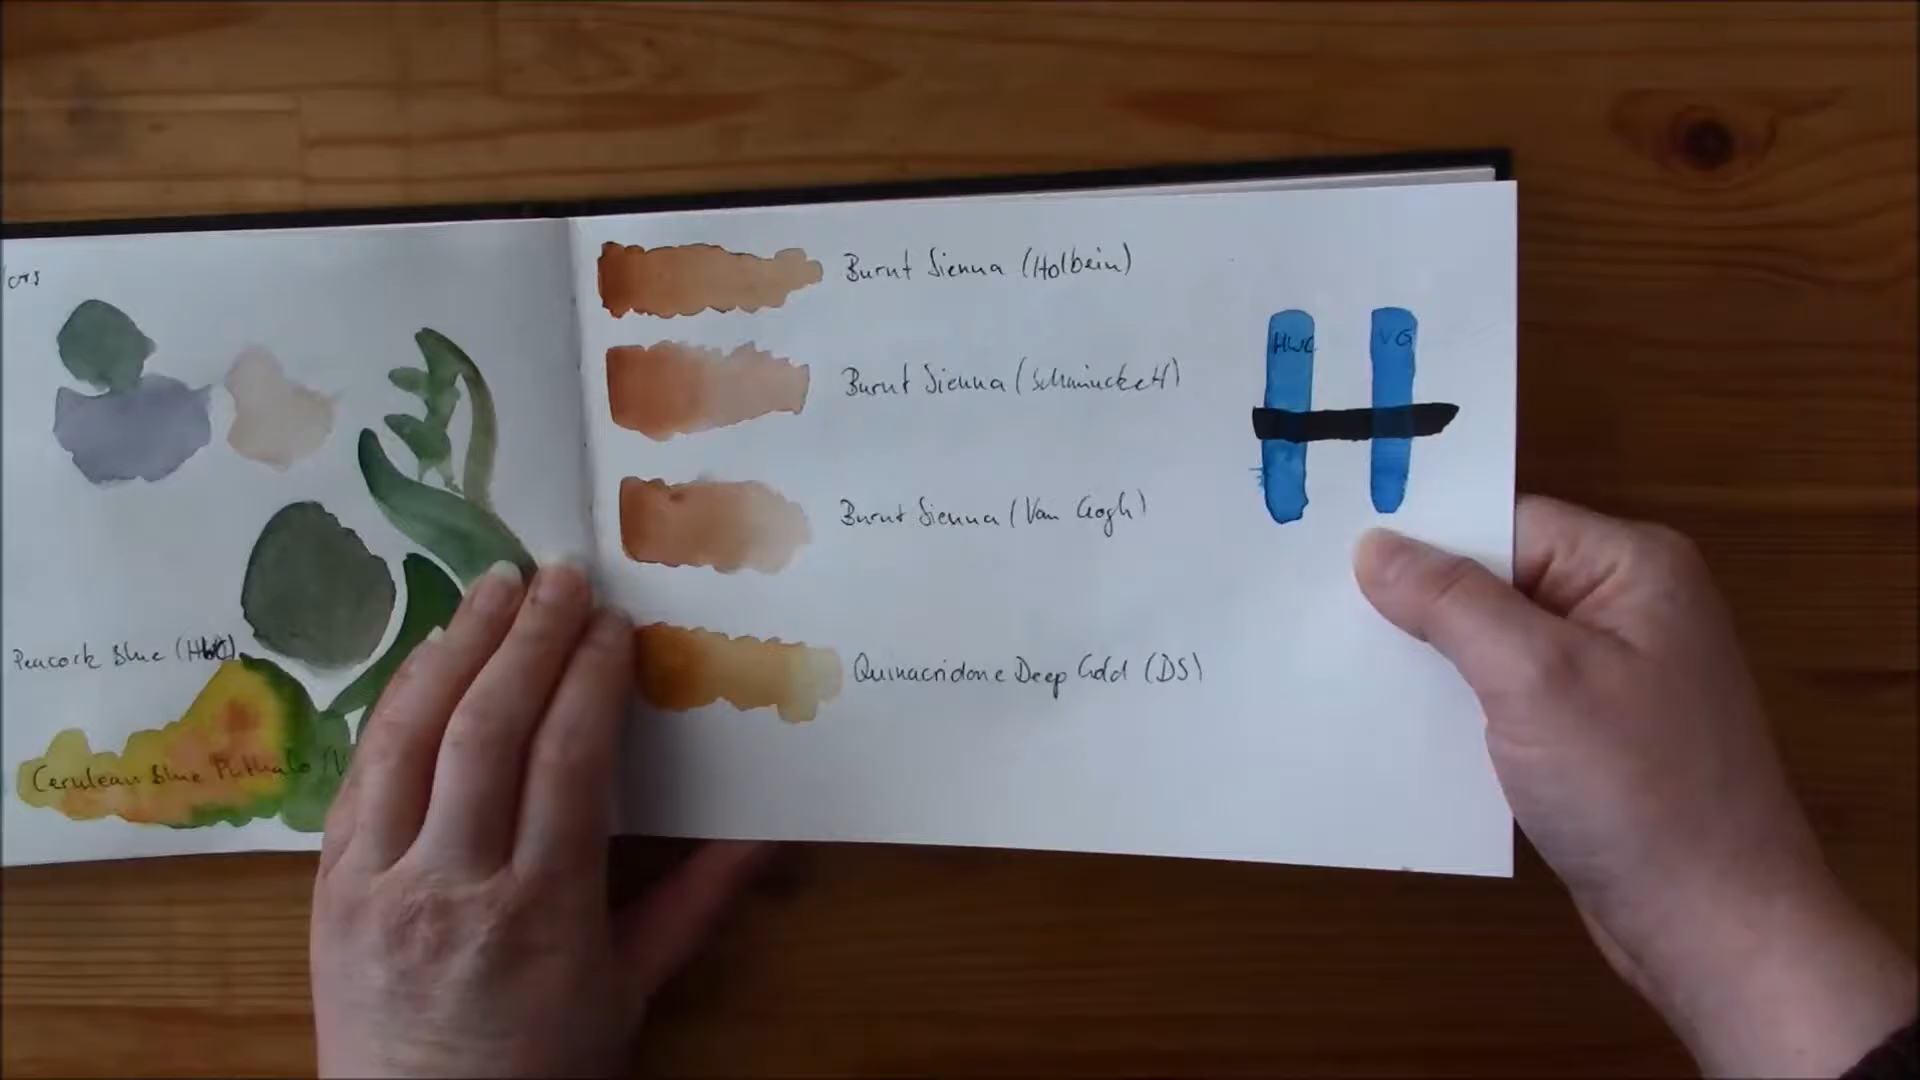 Peacock Blue (HWC)
Cerulean Blue Phthalo
Burnt Sienna (Holbein)
Burnt Sienna (Schmincke H)
Burnt Sienna (Van Gogh)
Quinacridone Deep Gold (DS)
HWC
VG